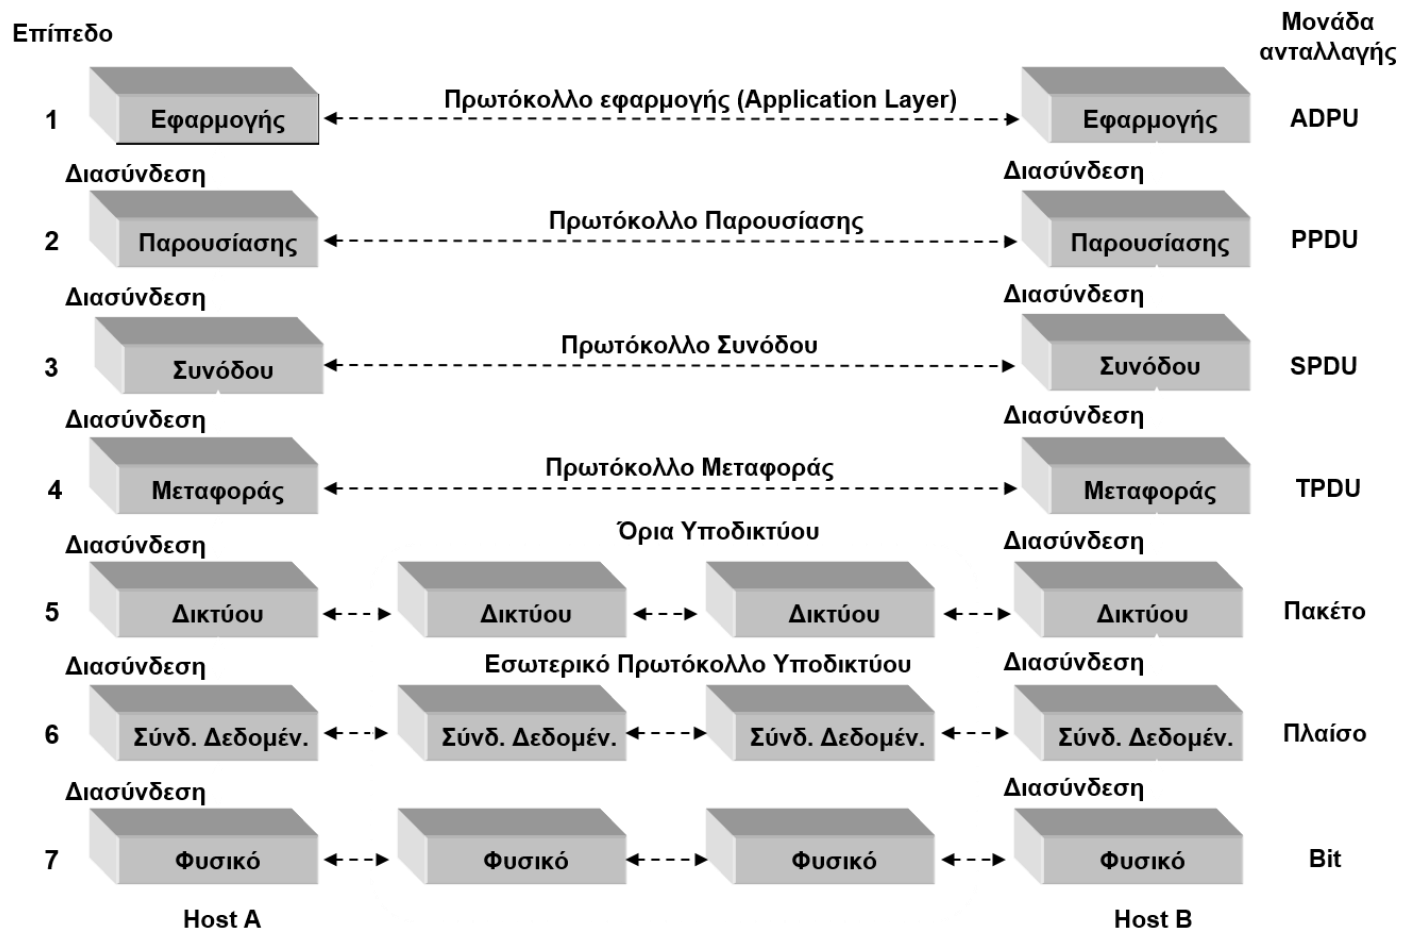 Επίπεδο
Μονάδα
ανταλλαγής
Πρωτόκολλο εφαρμογής (Application Layer)
1
Εφαρμογής
Εφαρμογής
ADPU
Διασύνδεση
Διασύνδεση
Πρωτόκολλο Παρουσίασης
2
Παρουσίασης
Παρουσίασης
PPDU
Διασύνδεση
Διασύνδεση
Πρωτόκολλο Συνόδου
3
Συνόδου
Συνόδου
SPDU
Διασύνδεση
Διασύνδεση
Πρωτόκολλο Μεταφοράς
4
Μεταφοράς
Μεταφοράς
TPDU
Όρια Υποδικτύου
Διασύνδεση
Διασύνδεση
5
Δικτύου
Δικτύου
Δικτύου
Δικτύου
Πακέτο
Διασύνδεση
Εσωτερικό Πρωτόκολλο Υποδικτύου
Διασύνδεση
6
Σύνδ. Δεδομέν.
Σύνδ. Δεδομέν.
Σύνδ. Δεδομέν.
Σύνδ. Δεδομέν.
Πλαίσο
Διασύνδεση
Διασύνδεση
7
Φυσικό
Φυσικό
Φυσικό
Φυσικό
Bit
Host A
Host B